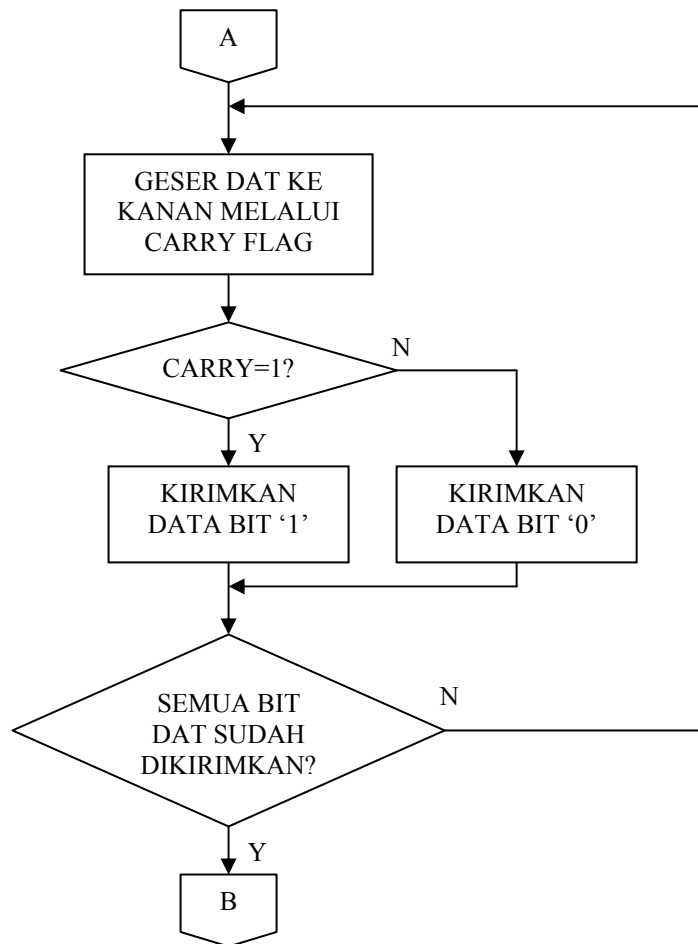 A
GESER DAT KE
KANAN MELALUI
CARRY FLAG
CARRY=1?
N
Y
KIRIMKAN
DATA BIT ‘1’
KIRIMKAN
DATA BIT ‘0’
SEMUA BIT
DAT SUDAH
DIKIRIMKAN?
N
Y
B